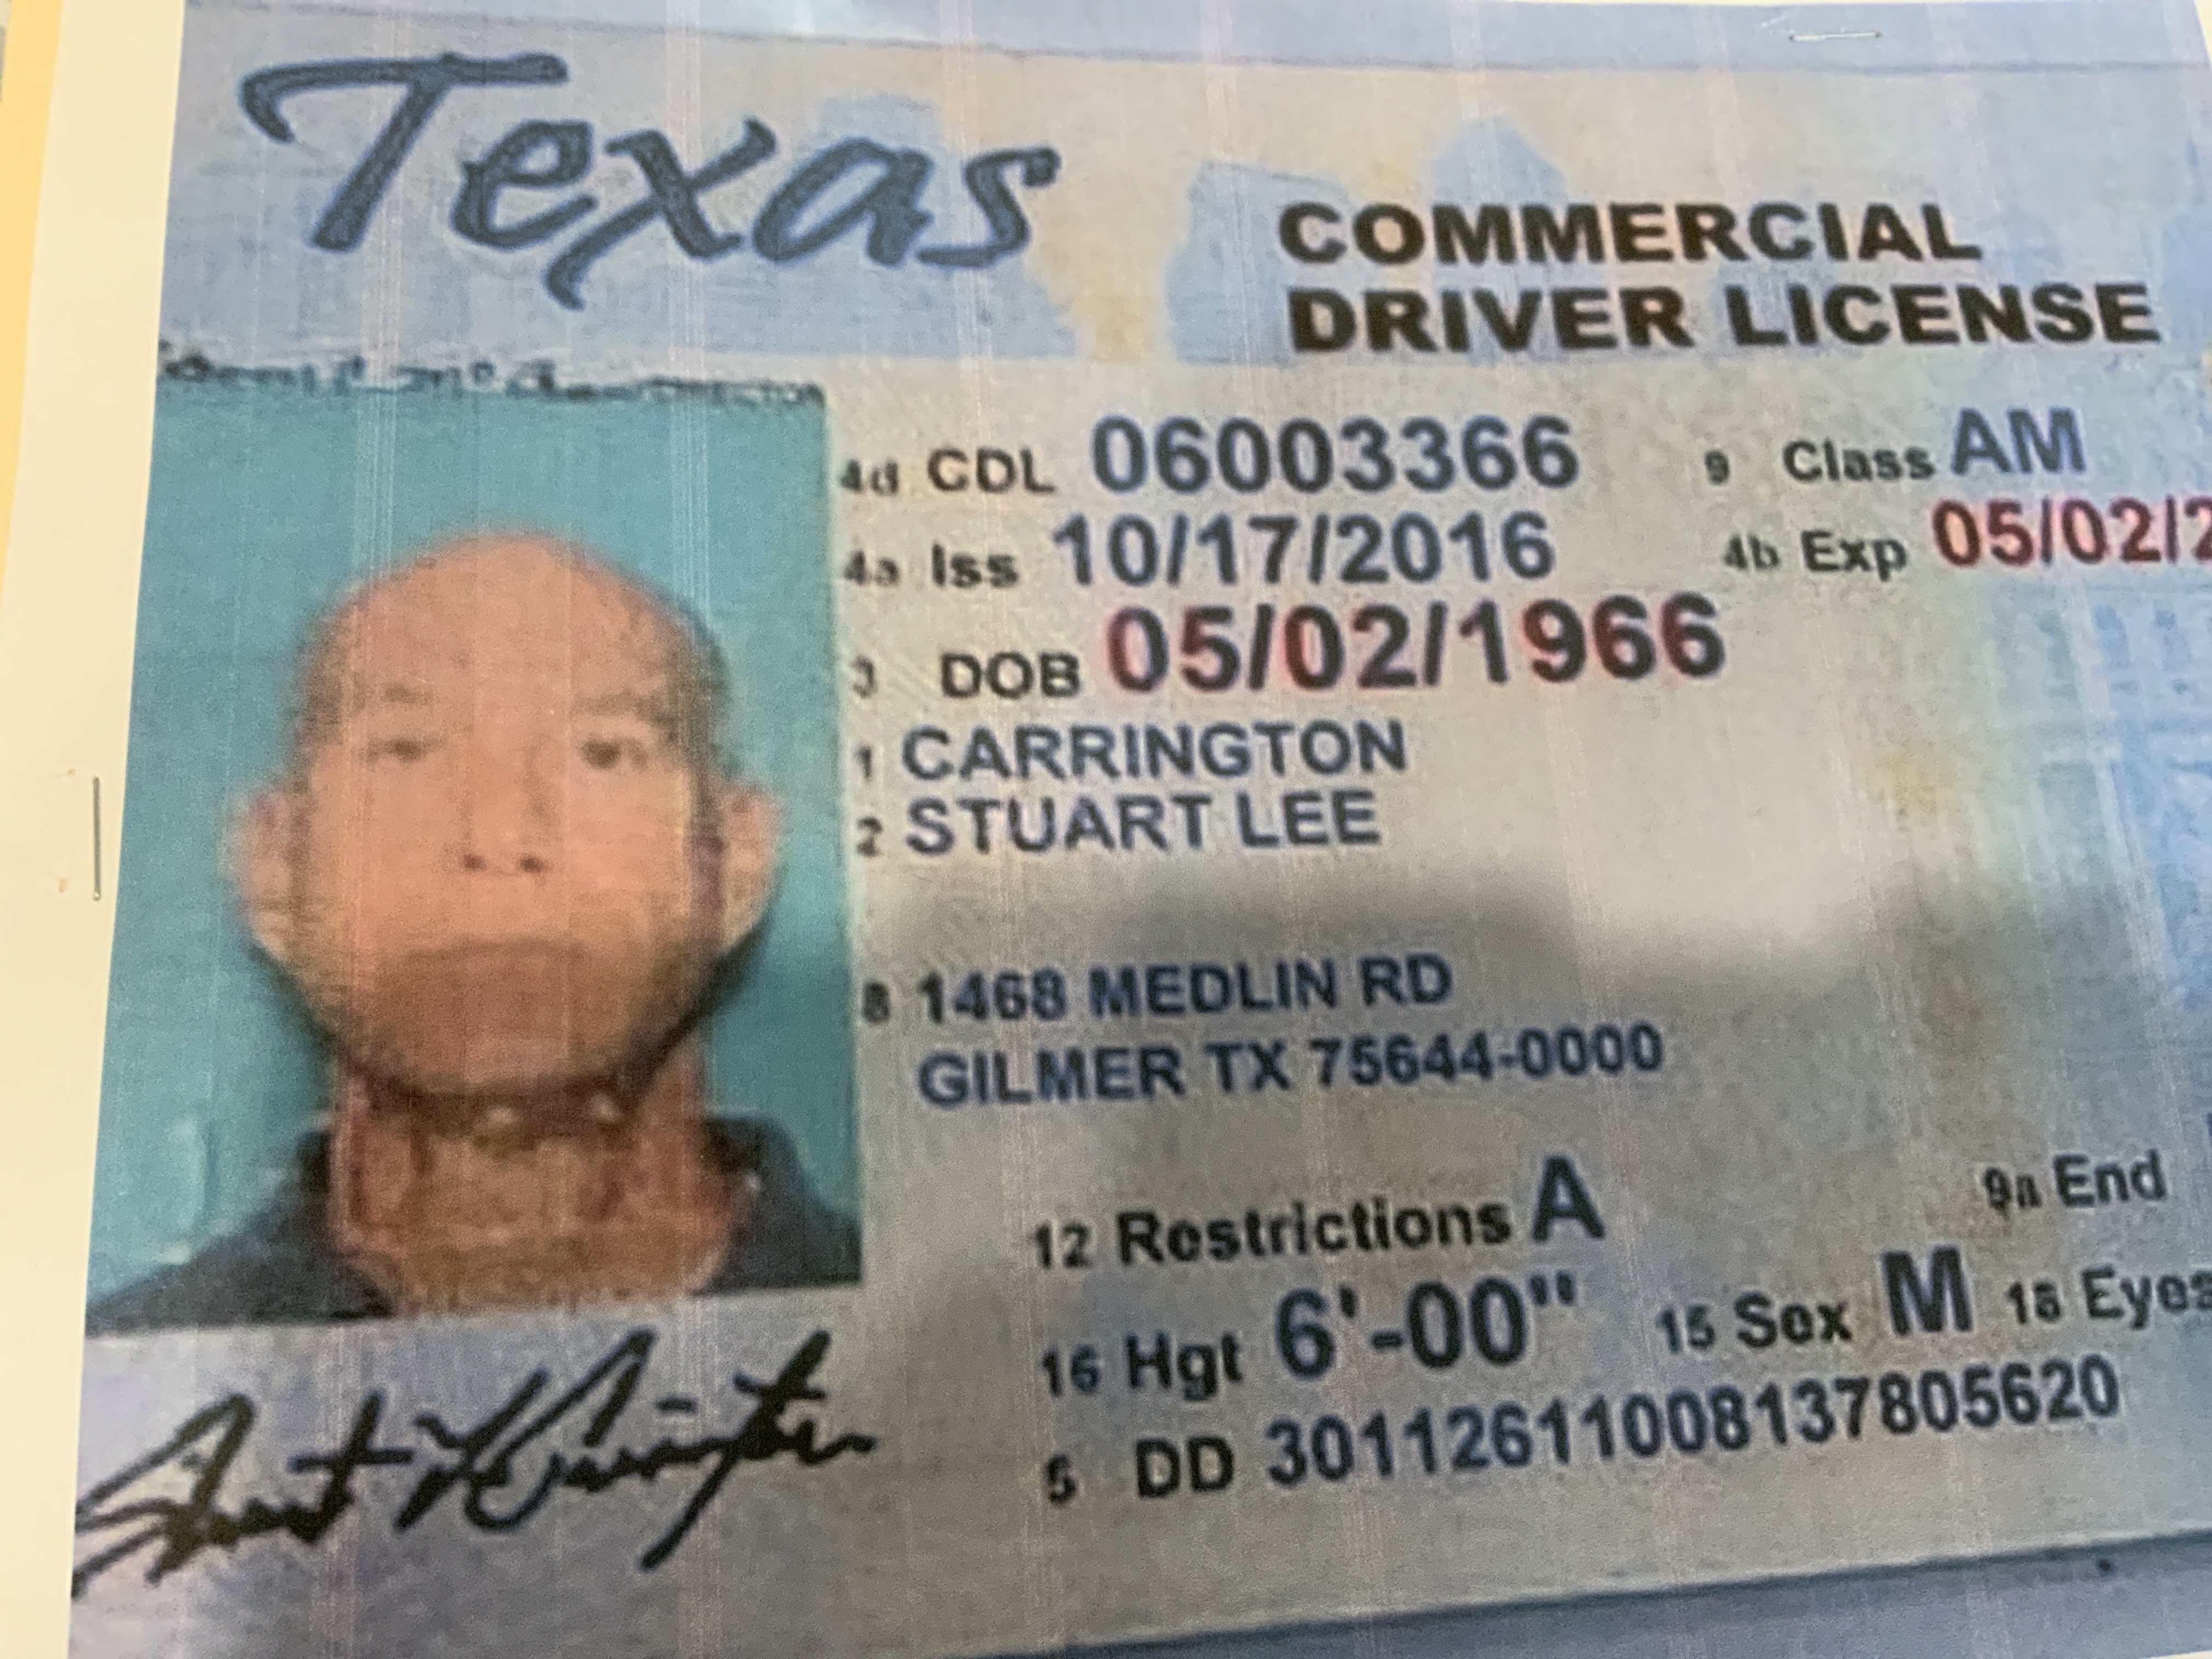 Texas
COMMERCIAL
DRIVER LICENSE
4d CDL 06003366 9 Class AM
4a Iss 10/17/2016 4b Exp 05/02/2
3 DOB 05/02/1966
1 CARRINGTON
2 STUART LEE
8 1468 MEDLIN RD
GILMER TX 75644-0000
12 Restrictions A 9a End
16 Hgt 6'-00" 15 Sex M 18 Eyes
5 DD 30112611008137805620